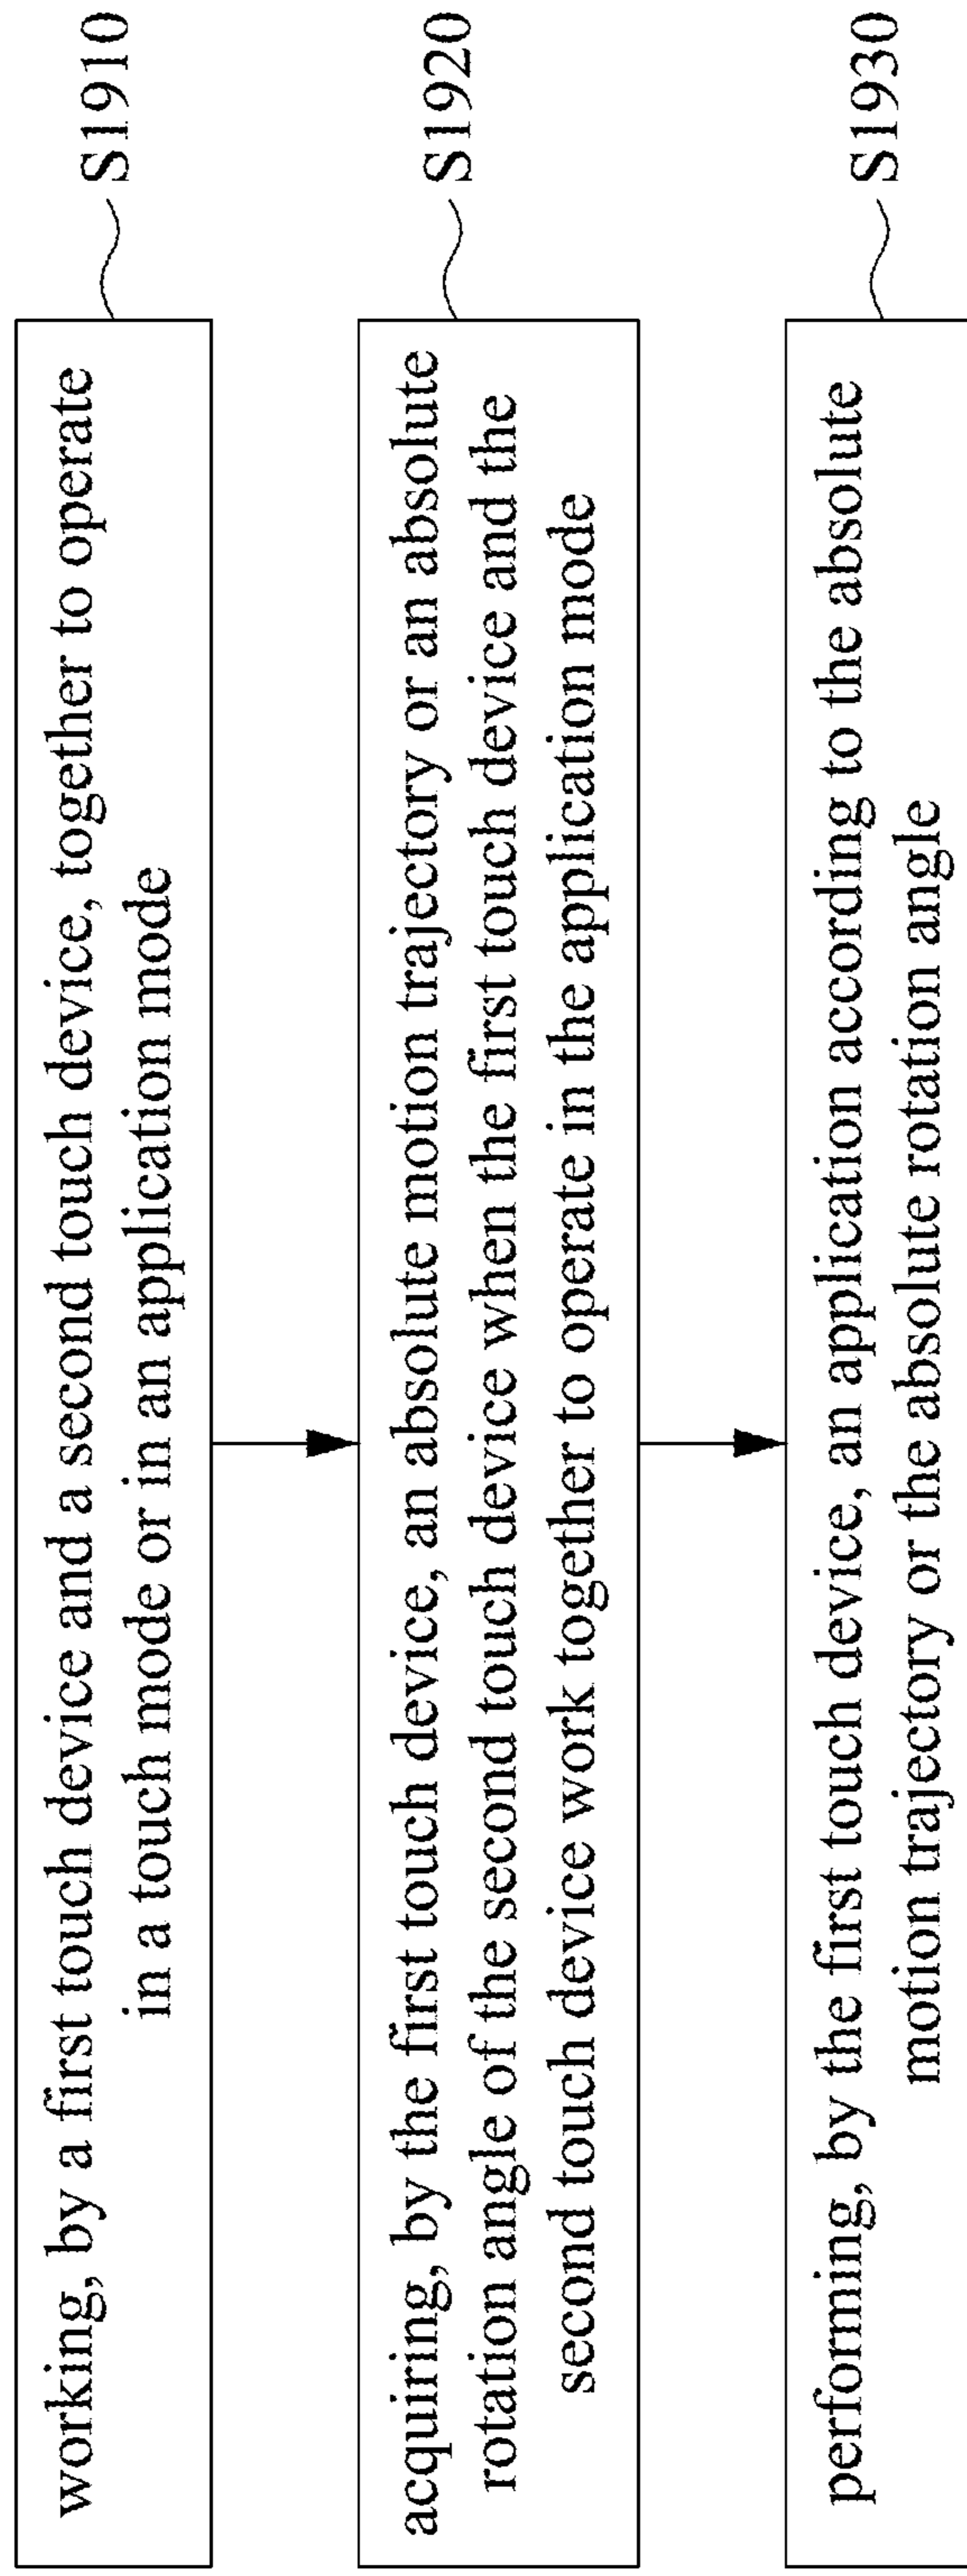 working, by a first touch device and a second touch device, together to operate
in a touch mode or in an application mode
S1910
acquiring, by the first touch device, an absolute motion trajectory or an absolute
rotation angle of the second touch device when the first touch device and the
second touch device work together to operate in the application mode
S1920
performing, by the first touch device, an application according to the absolute
motion trajectory or the absolute rotation angle
S1930